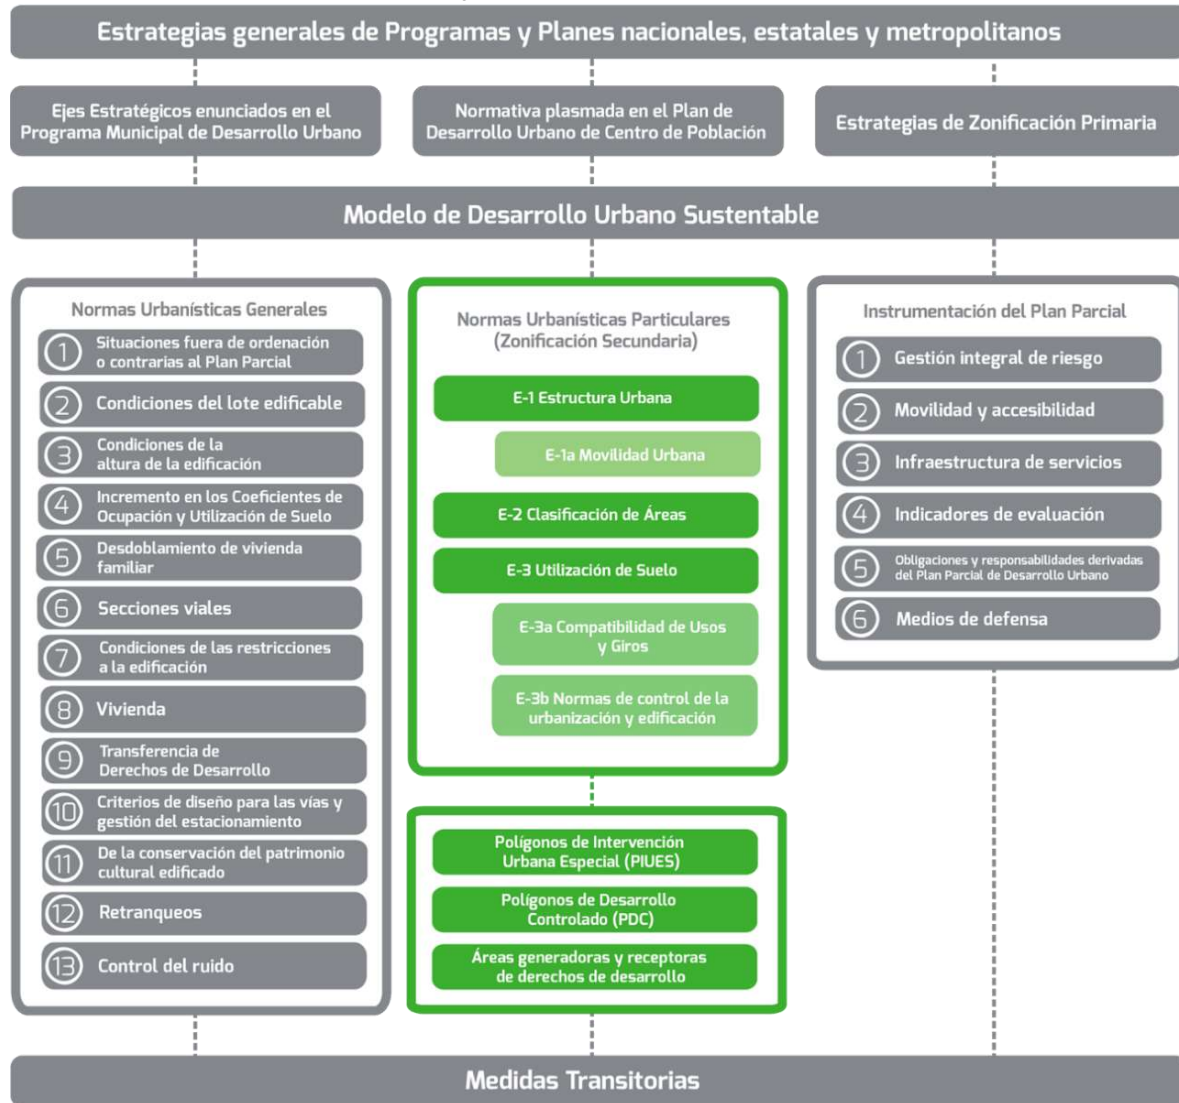 Estrategias generales de Programas y Planes nacionales, estatales y metropolitanos
Ejes Estratégicos enunciados en el
Programa Municipal de Desarrollo Urbano
Normativa plasmada en el Plan de
Desarrollo Urbano de Centro de Población
Estrategias de Zonificación Primaria
Modelo de Desarrollo Urbano Sustentable
Normas Urbanísticas Generales
1 Situaciones fuera de ordenación
o contrarias al Plan Parcial
2 Condiciones del lote edificable
3 Condiciones de la
altura de la edificación
4 Incremento en los Coeficientes de
Ocupación y Utilización de Suelo
5 Desdoblamiento de vivienda
familiar
6 Secciones viales
7 Condiciones de las restricciones
a la edificación
8 Vivienda
9 Transferencia de
Derechos de Desarrollo
10 Criterios de diseño para las vías y
gestión del estacionamiento
11 De la conservación del patrimonio
cultural edificado
12 Retranqueos
13 Control del ruido
Normas Urbanísticas Particulares
(Zonificación Secundaria)
E-1 Estructura Urbana
E-1a Movilidad Urbana
E-2 Clasificación de Áreas
E-3 Utilización de Suelo
E-3a Compatibilidad de Usos
y Giros
E-3b Normas de control de la
urbanización y edificación
Polígonos de Intervención
Urbana Especial (PIUES)
Polígonos de Desarrollo
Controlado (PDC)
Áreas generadoras y receptoras
de derechos de desarrollo
Instrumentación del Plan Parcial
1 Gestión integral de riesgo
2 Movilidad y accesibilidad
3 Infraestructura de servicios
4 Indicadores de evaluación
5 Obligaciones y responsabilidades derivadas
del Plan Parcial de Desarrollo Urbano
6 Medios de defensa
Medidas Transitorias